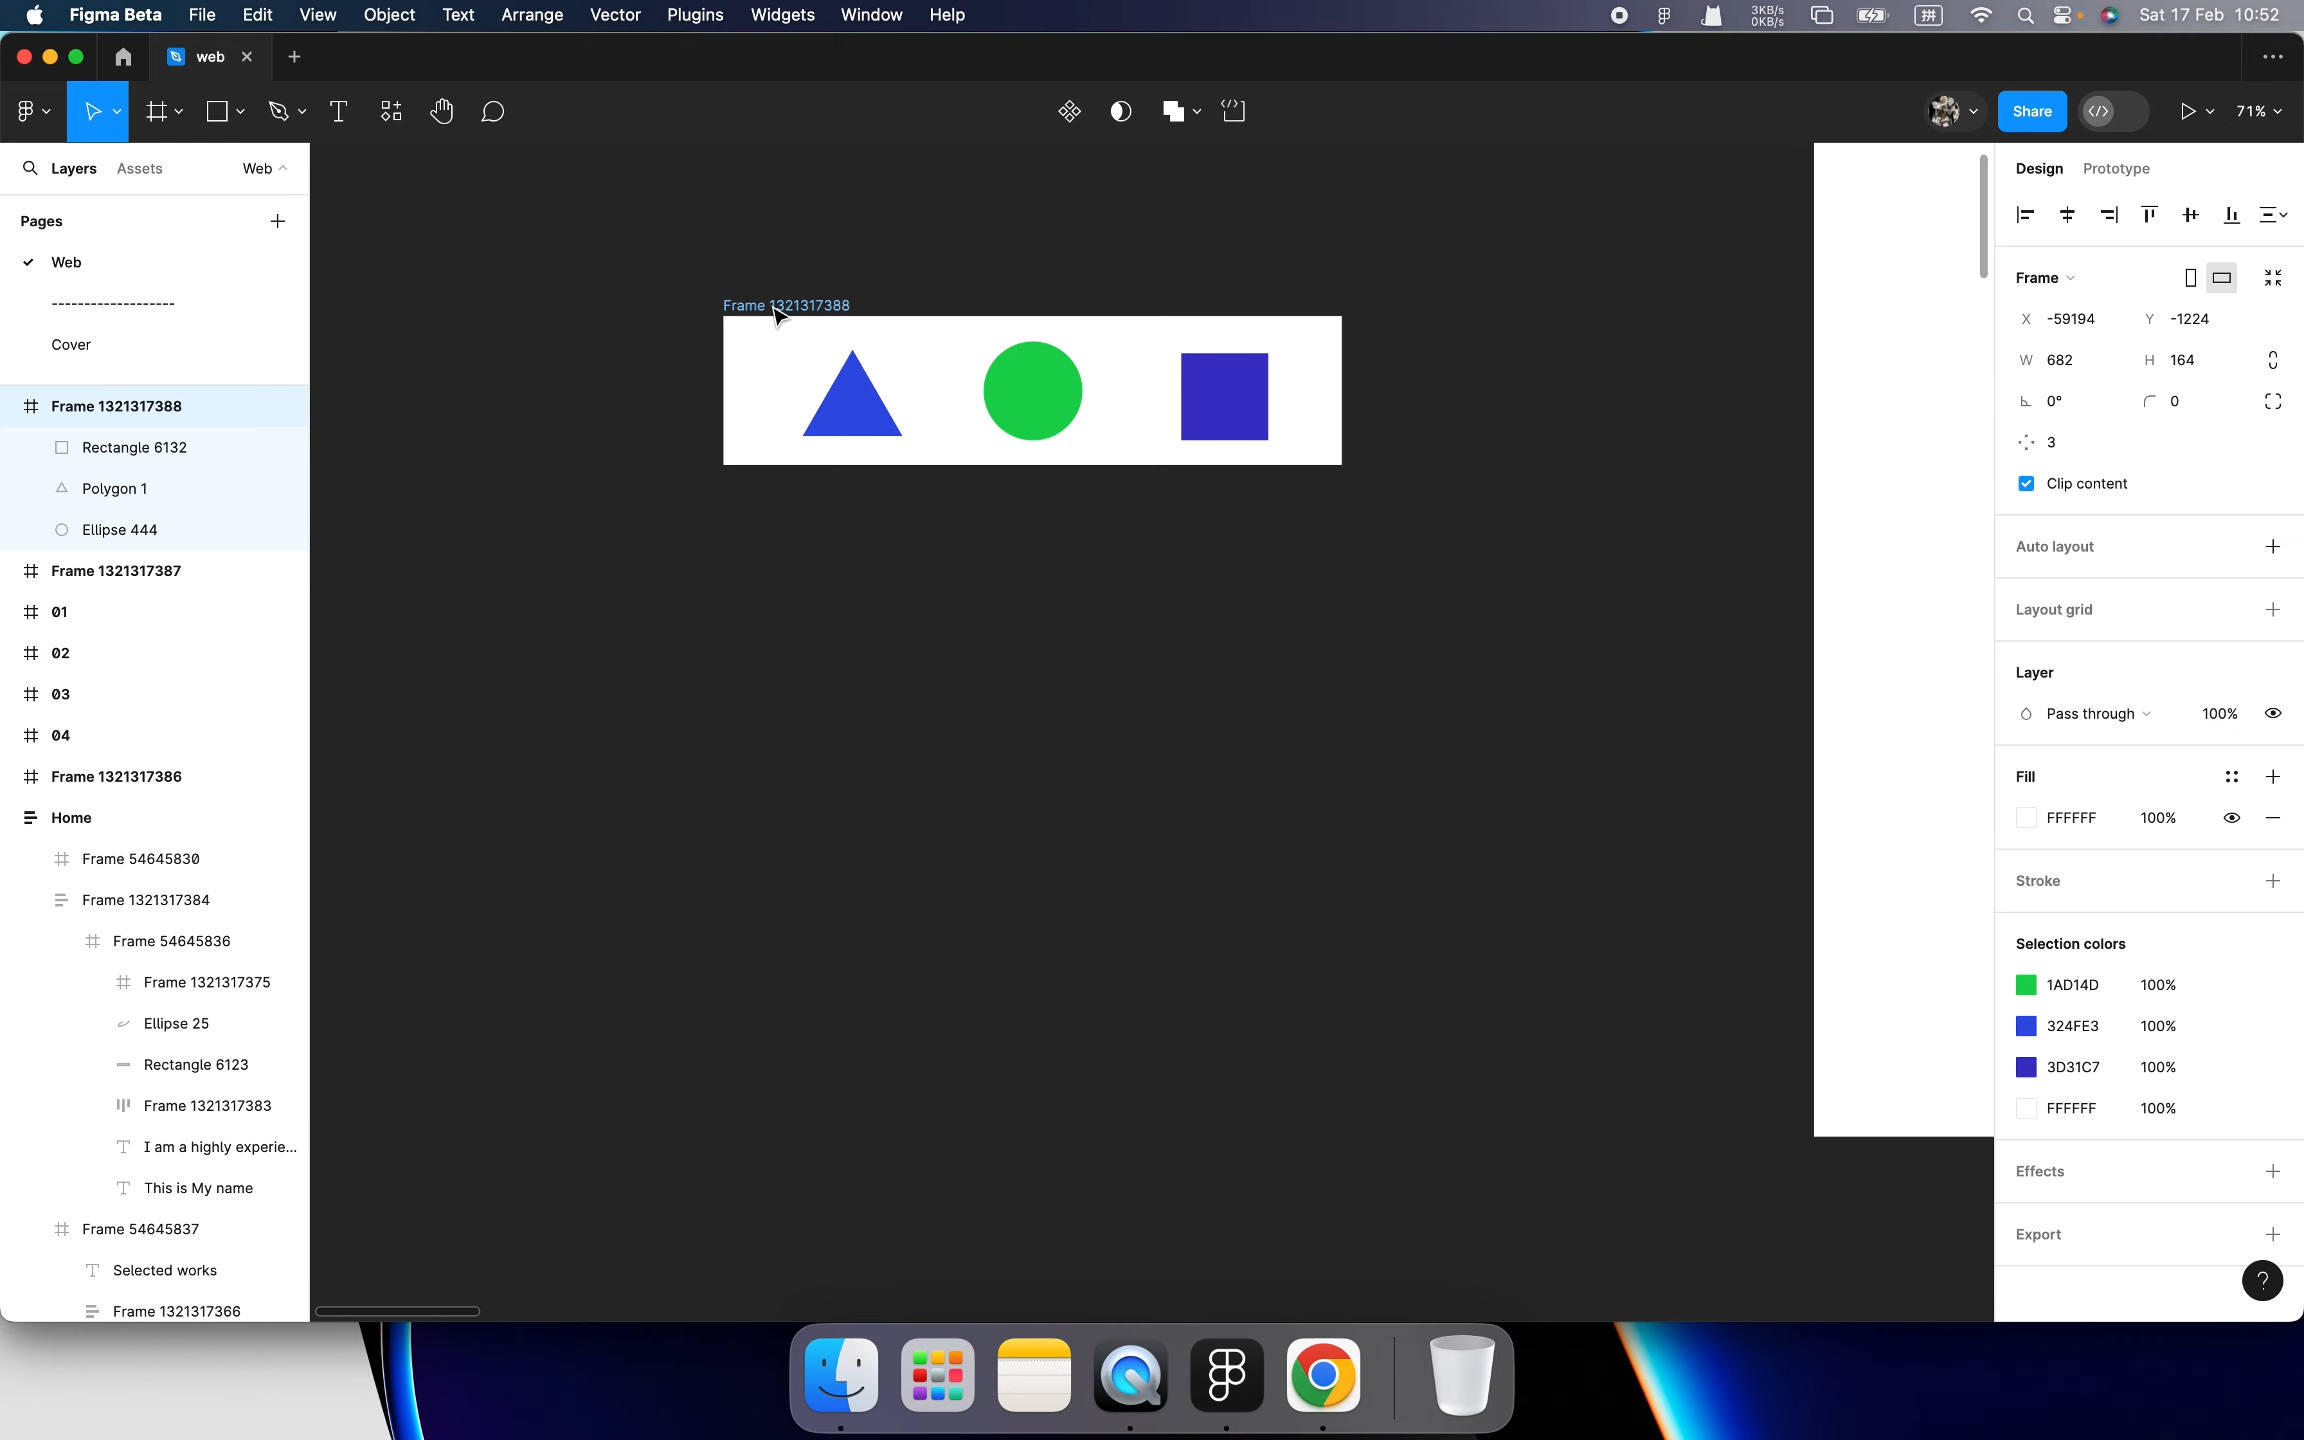 Figma Beta File Edit View Object Text Arrange Vector Plugins Widgets Window Help 3KB/s 0KB/s Sat 17 Feb 10:52
web
Share 71%
Layers Assets Web
Pages
Web
-------------------
Cover
Frame 1321317388
Rectangle 6132
Polygon 1
Ellipse 444
Frame 1321317387
01
02
03
04
Frame 1321317386
Home
Frame 54645830
Frame 1321317384
Frame 54645836
Frame 1321317375
Ellipse 25
Rectangle 6123
Frame 1321317383
I am a highly experie...
This is My name
Frame 54645837
Selected works
Frame 1321317366
Frame 1321317388
Design Prototype
Frame
X -59194 Y -1224
W 682 H 164
0° 0
3
Clip content
Auto layout
Layout grid
Layer
Pass through 100%
Fill
FFFFFF 100%
Stroke
Selection colors
1AD14D 100%
324FE3 100%
3D31C7 100%
FFFFFF 100%
Effects
Export
?